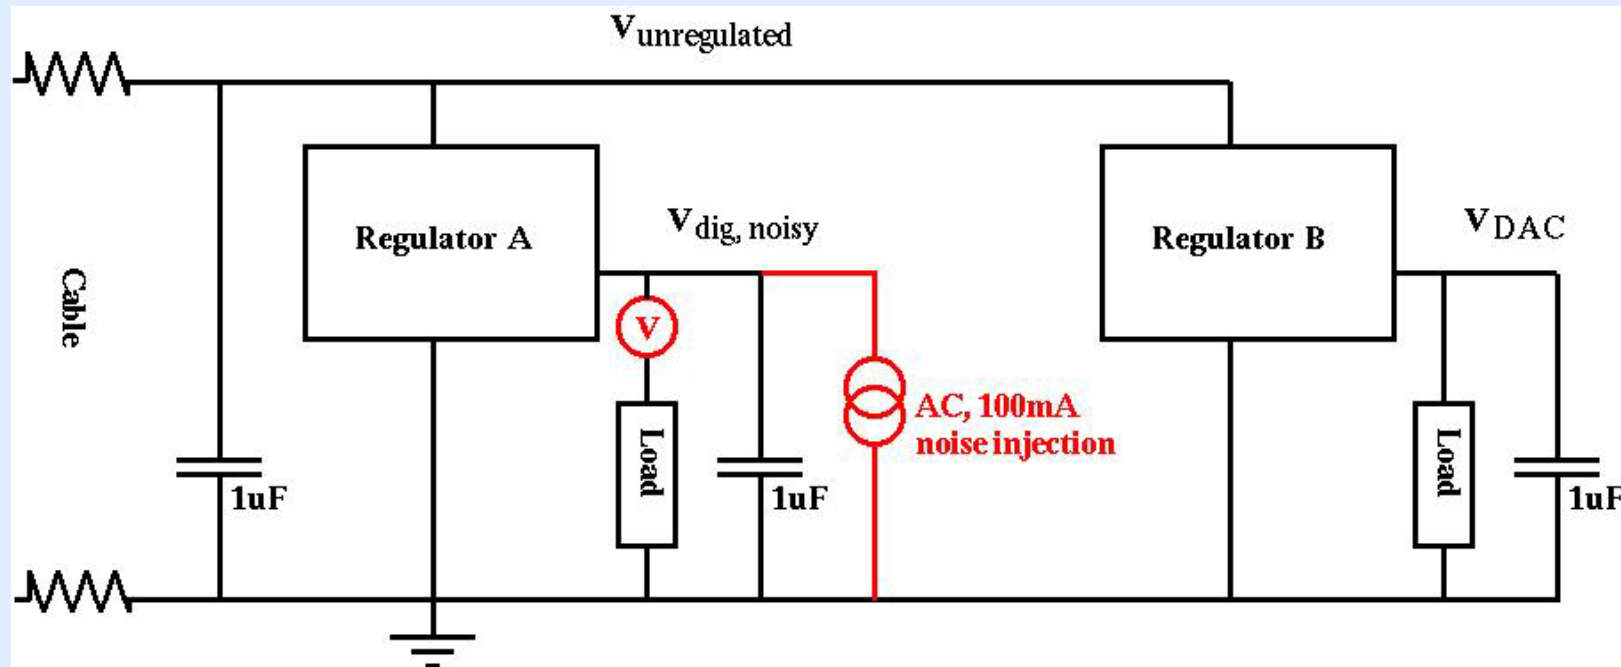 Vunregulated
Regulator A
Vdig, noisy
Regulator B
VDAC
Cable
V
AC, 100mA
noise injection
Load
Load
1uF
1uF
1uF